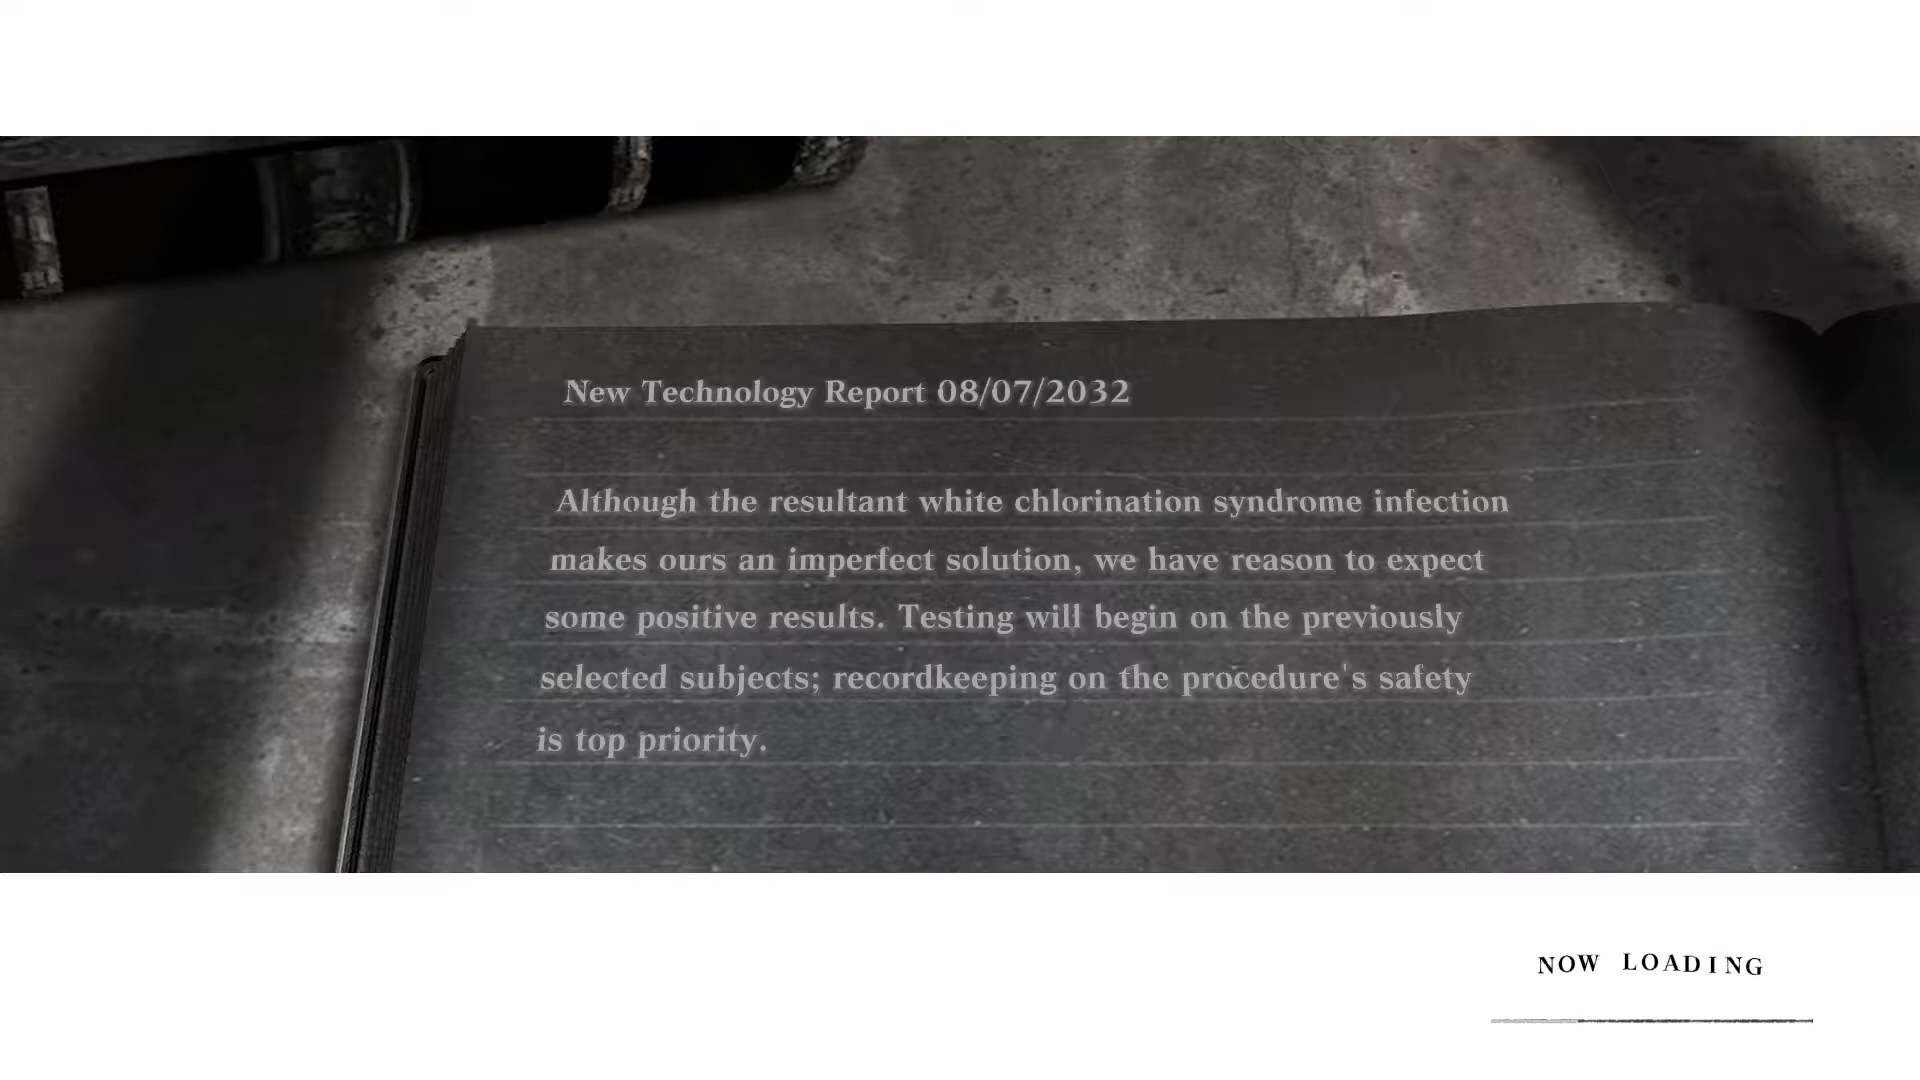 New Technology Report 08/07/2032
Although the resultant white chlorination syndrome infection
makes ours an imperfect solution, we have reason to expect
some positive results. Testing will begin on the previously
selected subjects; recordkeeping on the procedure's safety
is top priority.
NOW LOADING